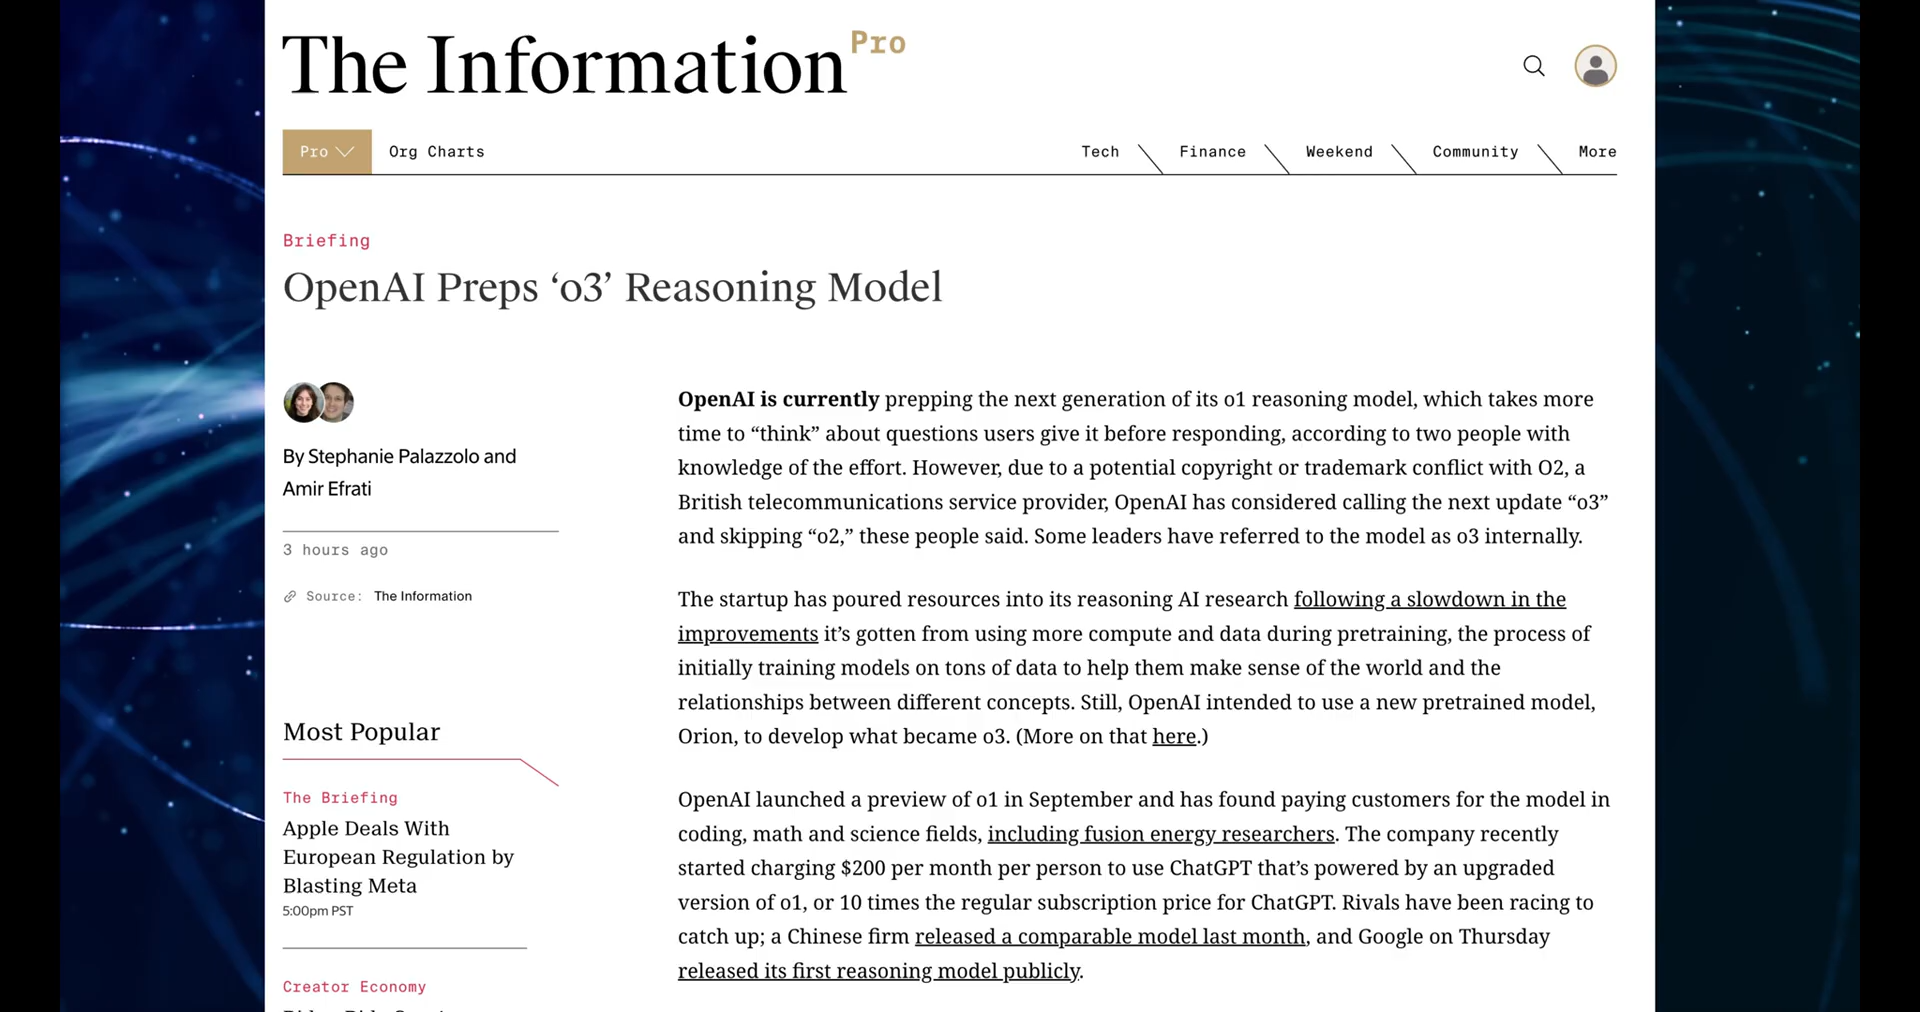 The Information Pro
Pro
Org Charts
Tech
Finance
Weekend
Community
More
Briefing
OpenAI Preps ‘o3’ Reasoning Model
By Stephanie Palazzolo and
Amir Efrati
3 hours ago
Source: The Information
OpenAI is currently prepping the next generation of its o1 reasoning model, which takes more
time to “think” about questions users give it before responding, according to two people with
knowledge of the effort. However, due to a potential copyright or trademark conflict with O2, a
British telecommunications service provider, OpenAI has considered calling the next update “o3”
and skipping “o2,” these people said. Some leaders have referred to the model as o3 internally.
The startup has poured resources into its reasoning AI research following a slowdown in the
improvements it’s gotten from using more compute and data during pretraining, the process of
initially training models on tons of data to help them make sense of the world and the
relationships between different concepts. Still, OpenAI intended to use a new pretrained model,
Orion, to develop what became o3. (More on that here.)
OpenAI launched a preview of o1 in September and has found paying customers for the model in
coding, math and science fields, including fusion energy researchers. The company recently
started charging $200 per month per person to use ChatGPT that’s powered by an upgraded
version of o1, or 10 times the regular subscription price for ChatGPT. Rivals have been racing to
catch up; a Chinese firm released a comparable model last month, and Google on Thursday
released its first reasoning model publicly.
Most Popular
The Briefing
Apple Deals With
European Regulation by
Blasting Meta
5:00pm PST
Creator Economy